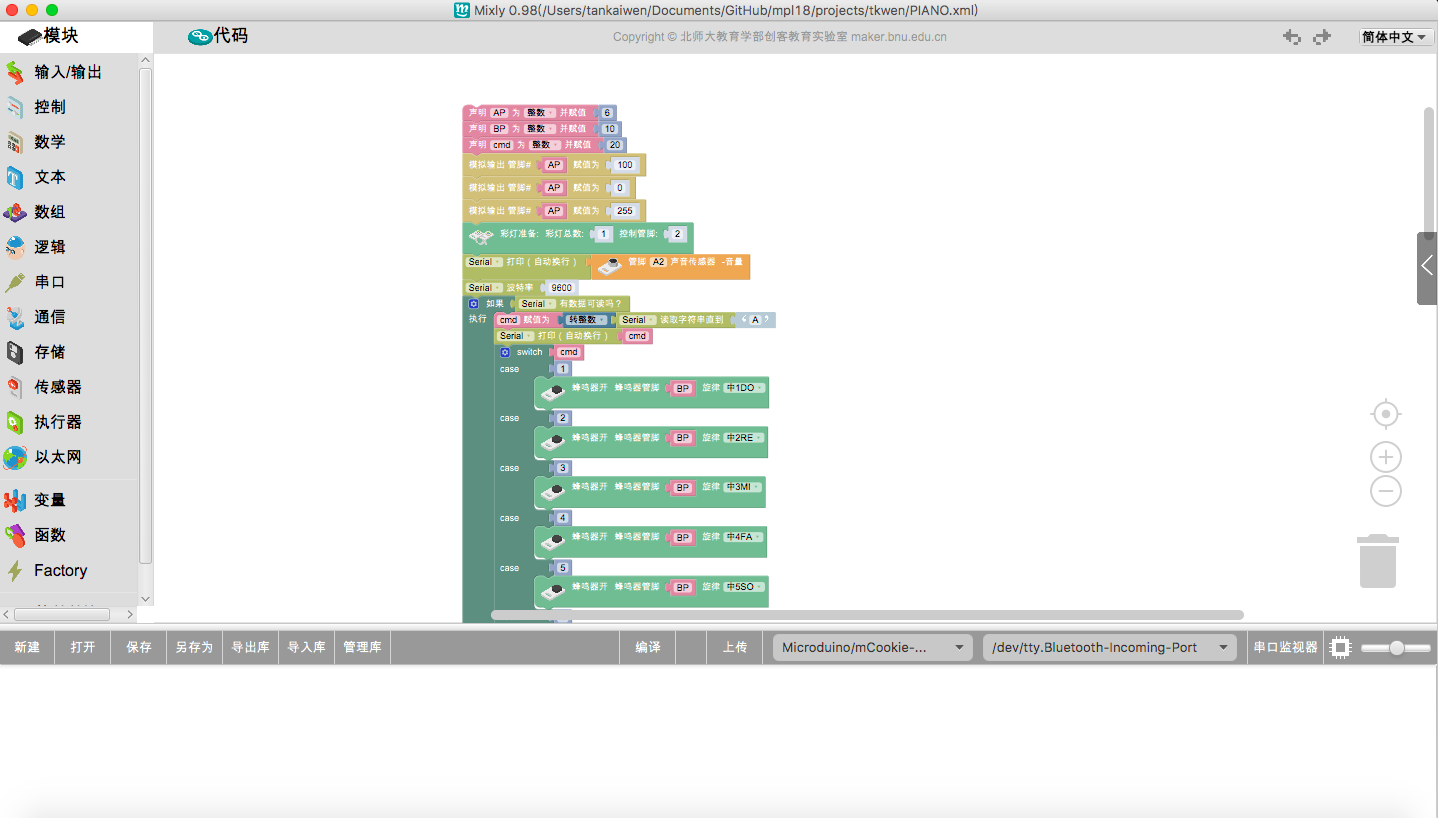 Mixly 0.98(/Users/tankaiwen/Documents/GitHub/mpl18/projects/tkwen/PIANO.xml)
模块
代码
Copyright © 北师大教育学部创客教育实验室 maker.bnu.edu.cn
简体中文
输入/输出
控制
数学
文本
数组
逻辑
串口
通信
存储
传感器
执行器
以太网
变量
函数
Factory
声明 AP 为 整数 并赋值 6
声明 BP 为 整数 并赋值 10
声明 cmd 为 整数 并赋值 20
模拟输出 管脚# AP 赋值为 100
模拟输出 管脚# AP 赋值为 0
模拟输出 管脚# AP 赋值为 255
彩灯准备: 彩灯总数: 1 控制管脚: 2
Serial 打印（自动换行） 管脚 A2 声音传感器 -音量
Serial 波特率 9600
如果 Serial 有数据可读吗？
执行 cmd 赋值为 转整数 Serial 读取字符串直到 ‘ A ’
Serial 打印（自动换行） cmd
switch cmd
case 1
蜂鸣器开 蜂鸣器管脚 BP 旋律 中1DO
case 2
蜂鸣器开 蜂鸣器管脚 BP 旋律 中2RE
case 3
蜂鸣器开 蜂鸣器管脚 BP 旋律 中3MI
case 4
蜂鸣器开 蜂鸣器管脚 BP 旋律 中4FA
case 5
蜂鸣器开 蜂鸣器管脚 BP 旋律 中5SO
新建 打开 保存 另存为 导出库 导入库 管理库 编译 上传 Microduino/mCookie-... /dev/tty.Bluetooth-Incoming-Port 串口监视器